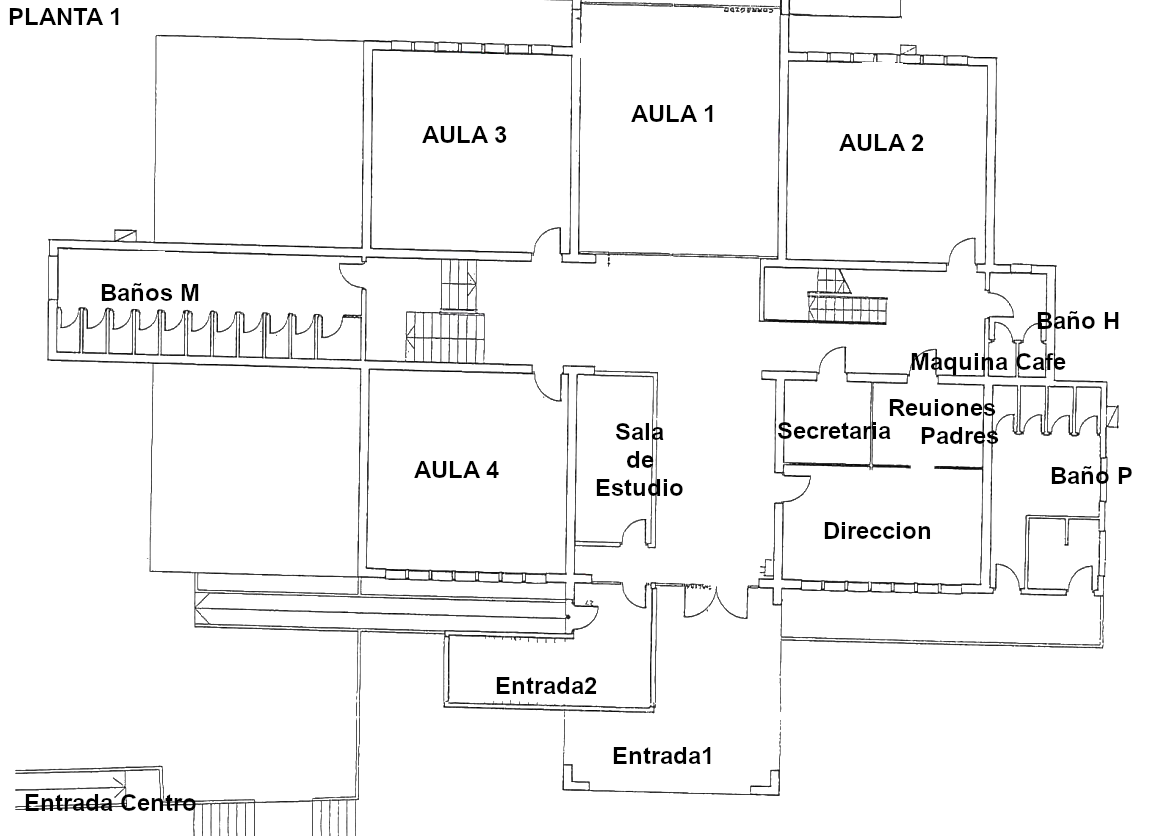 PLANTA 1
AULA 1
AULA 3
AULA 2
Baños M
Baño H
Maquina Cafe
Reuiones
Padres
Secretaria
Sala
de
Estudio
AULA 4
Baño P
Direccion
Entrada2
Entrada1
Entrada Centro